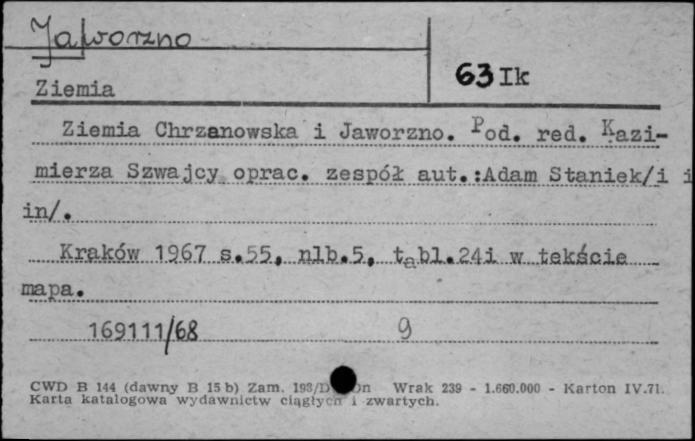 Jaworzno
63 Ik
Ziemia
Ziemia Chrzanowska i Jaworzno. Pod. red. Kazi-
mierza Szwajcy oprac. zespół aut.:Adam Staniek/i i
in/.
Kraków 1967 s.55, nlb.5, tabl.24i w tekście
mapa.
169111/68 9
CWD B 144 (dawny B 15 b) Zam. Wrak 239 - 1.660.000 - Karton IV.71.
Karta katalogowa wydawnictw ciągłych i zwartych.